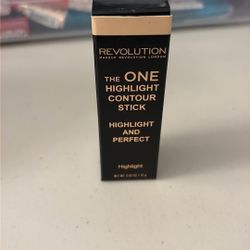 REVOLUTION
MAKEUP REVOLUTION LONDON
THE ONE
HIGHLIGHT
CONTOUR
STICK
HIGHLIGHT
AND
PERFECT
Highlight